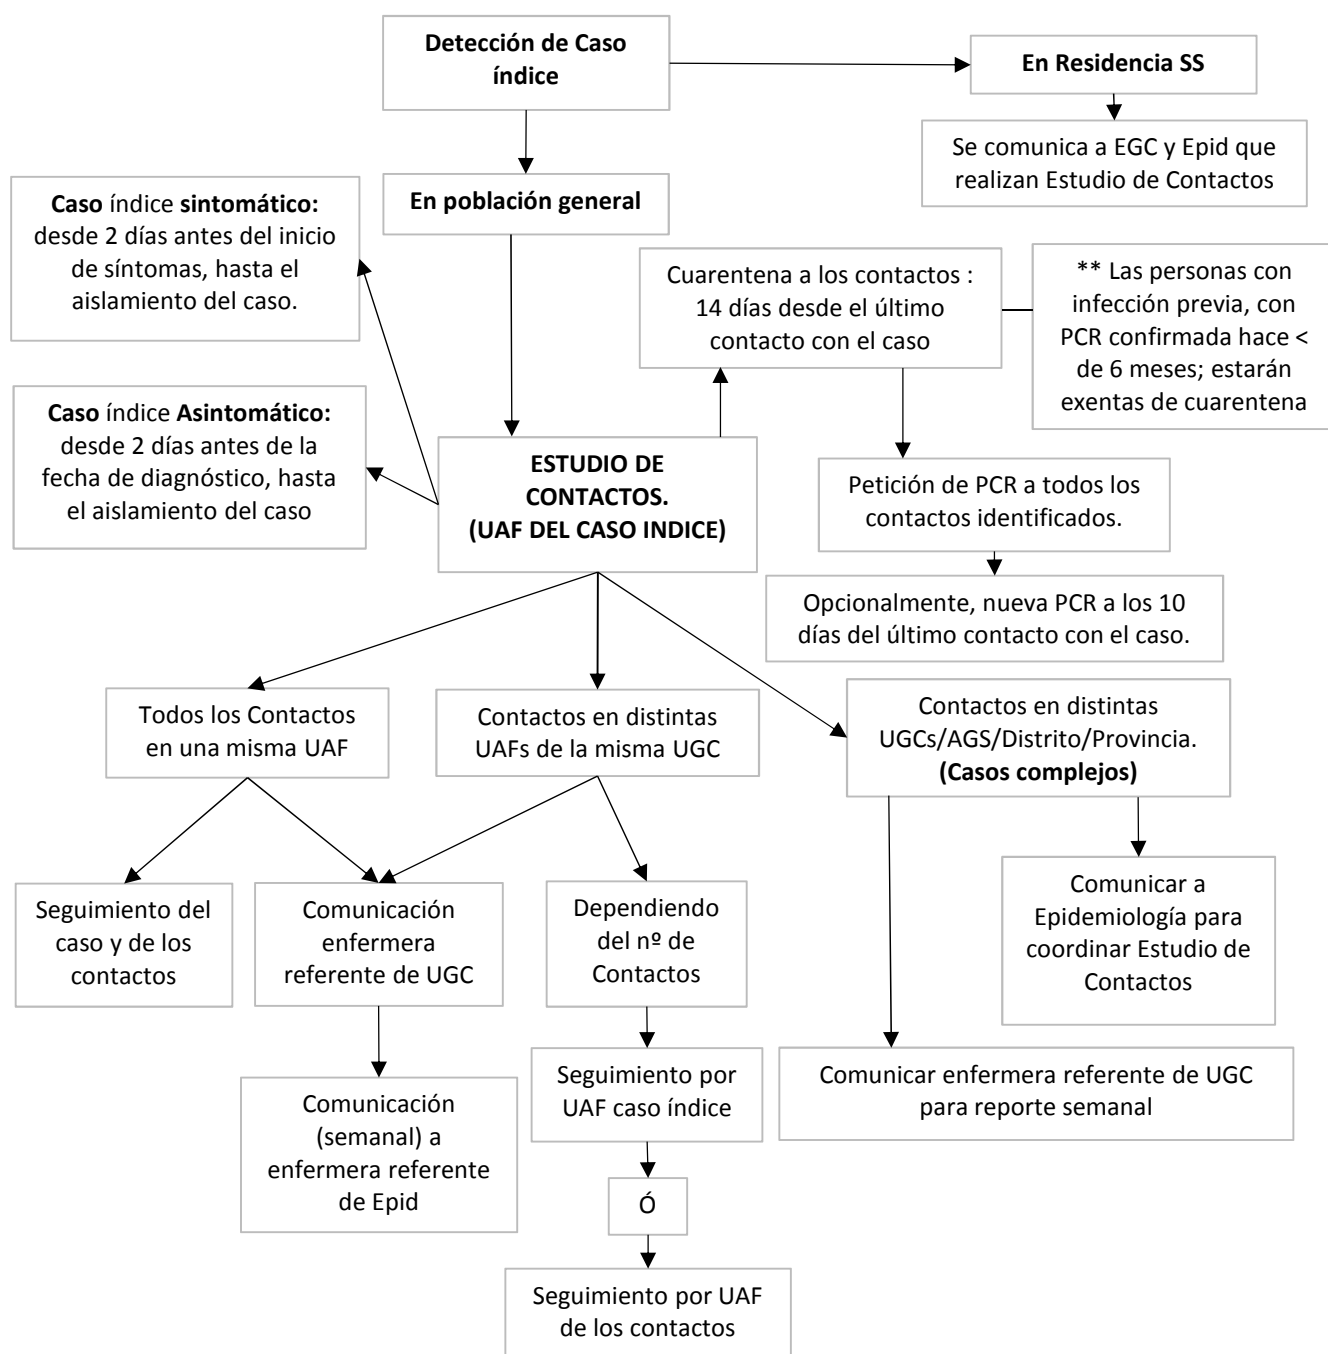 Detección de Caso
índice
En Residencia SS
Se comunica a EGC y Epid que
realizan Estudio de Contactos
En población general
Caso índice sintomático:
desde 2 días antes del inicio
de síntomas, hasta el
aislamiento del caso.
Cuarentena a los contactos :
14 días desde el último
contacto con el caso
** Las personas con
infección previa, con
PCR confirmada hace <
de 6 meses; estarán
exentas de cuarentena
Caso índice Asintomático:
desde 2 días antes de la
fecha de diagnóstico, hasta
el aislamiento del caso
ESTUDIO DE
CONTACTOS.
(UAF DEL CASO INDICE)
Petición de PCR a todos los
contactos identificados.
Opcionalmente, nueva PCR a los 10
días del último contacto con el caso.
Todos los Contactos
en una misma UAF
Contactos en distintas
UAFs de la misma UGC
Contactos en distintas
UGCs/AGS/Distrito/Provincia.
(Casos complejos)
Seguimiento del
caso y de los
contactos
Comunicación
enfermera
referente de UGC
Dependiendo
del nº de
Contactos
Comunicar a
Epidemiología para
coordinar Estudio de
Contactos
Comunicación
(semanal) a
enfermera referente
de Epid
Seguimiento por
UAF caso índice
Comunicar enfermera referente de UGC
para reporte semanal
Ó
Seguimiento por UAF
de los contactos